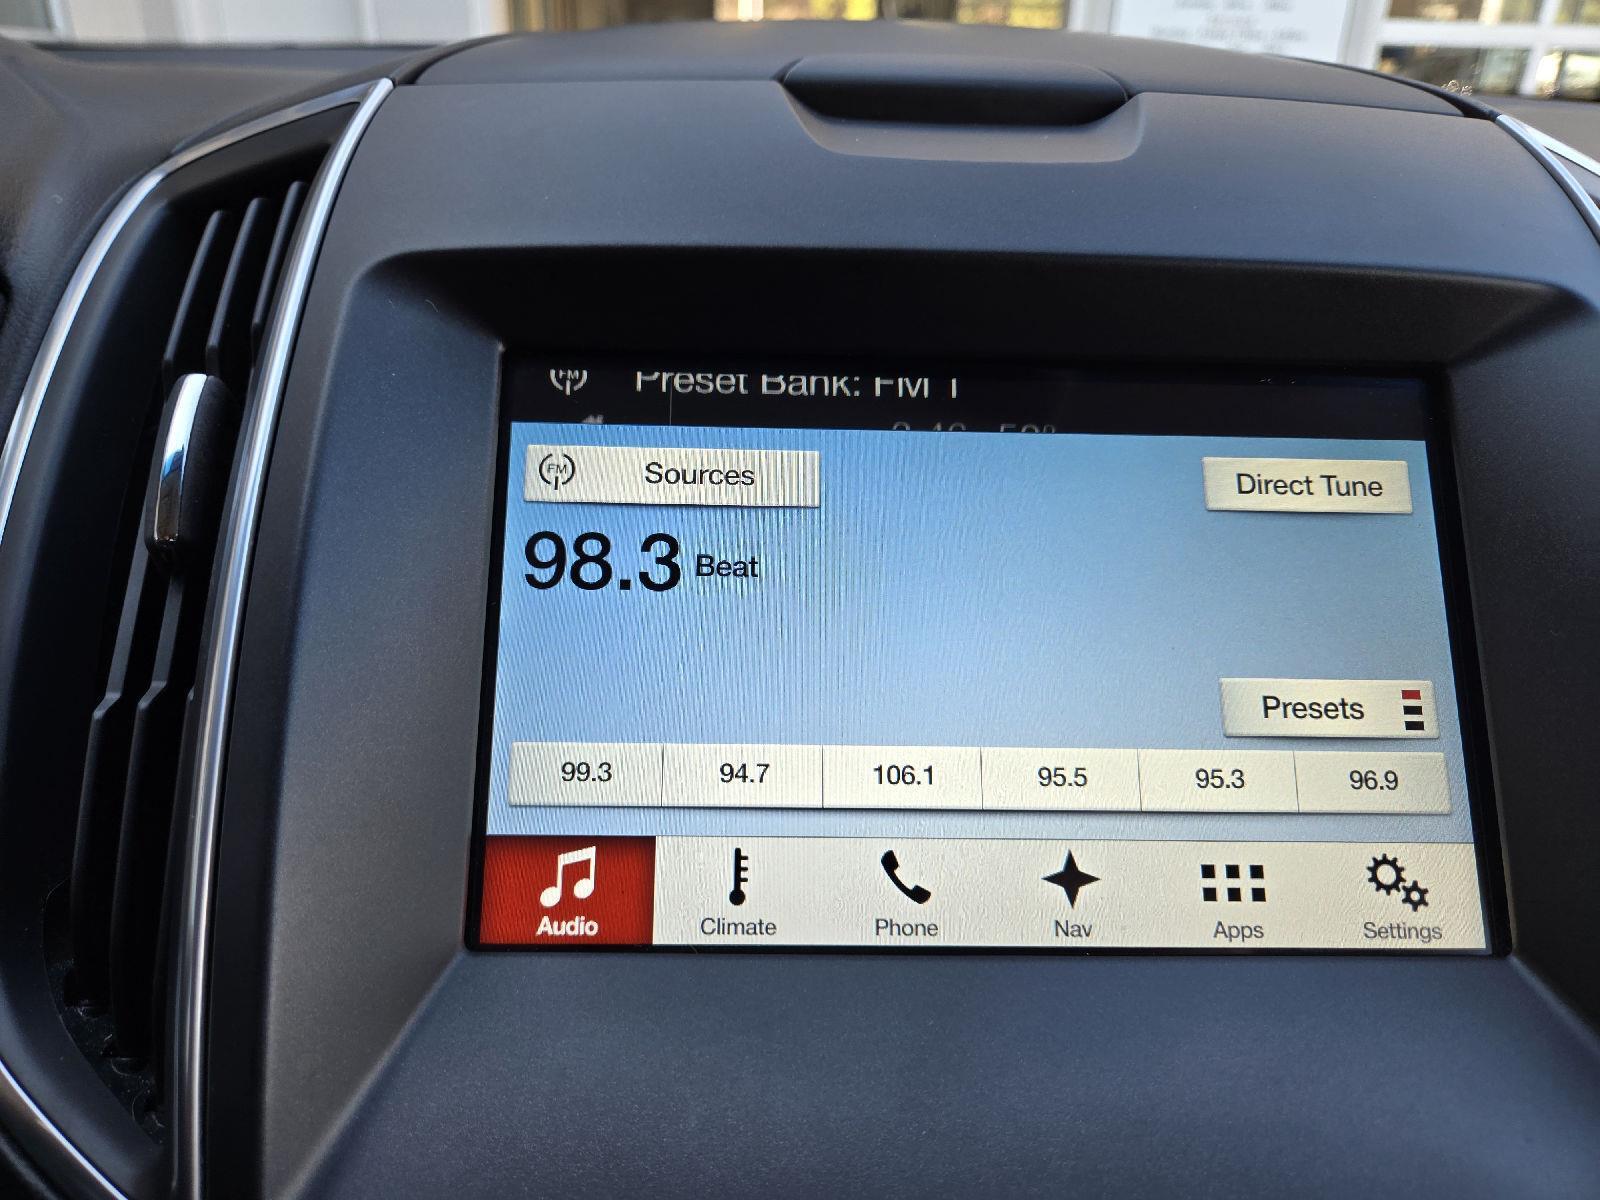 FM Preset Bank: FM 1
FM Sources
Direct Tune
98.3 Beat
Presets
99.3 94.7 106.1 95.5 95.3 96.9
Audio Climate Phone Nav Apps Settings